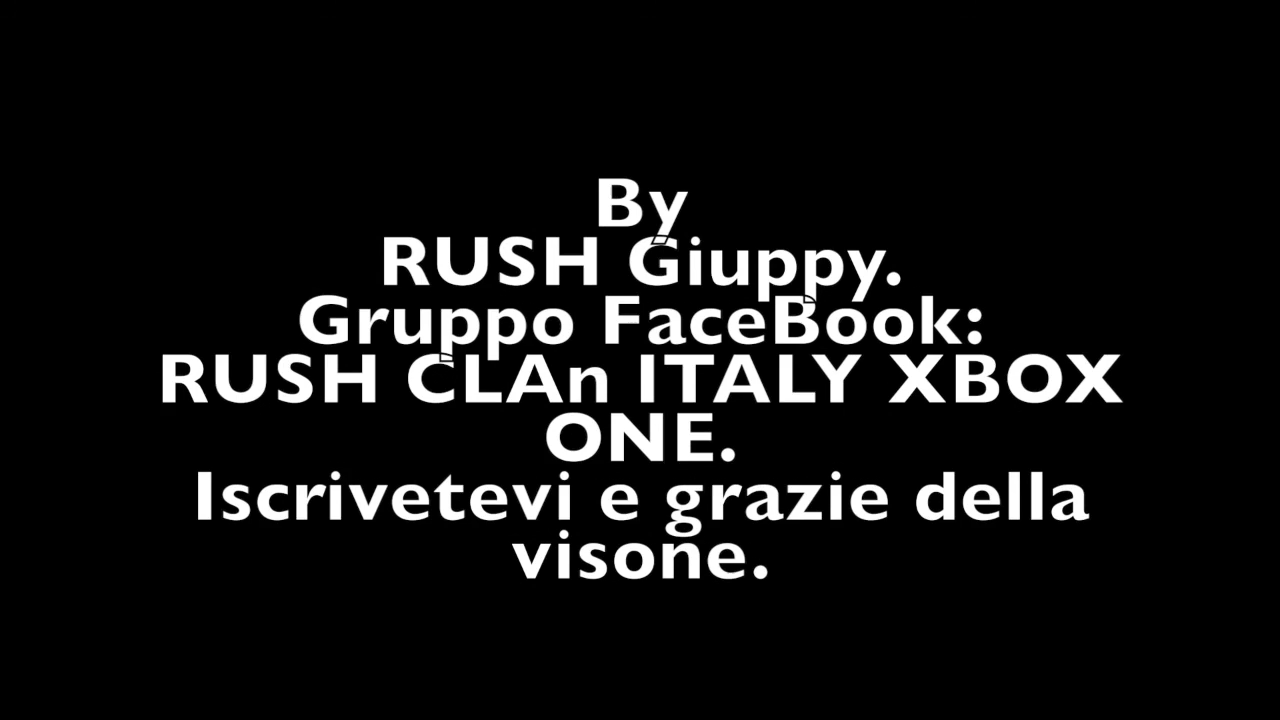 By
RUSH Giuppy.
Gruppo FaceBook:
RUSH CLAn ITALY XBOX
ONE.
Iscrivetevi e grazie della
visone.